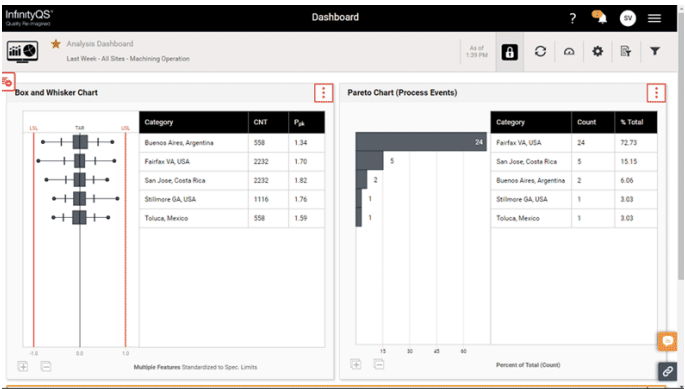 InfinityQS®
Quality Re-imagined.
Dashboard
?
SV
Analysis Dashboard
Last Week - All Sites - Machining Operation
As of
1:39 PM
Box and Whisker Chart
LSL TAR USL
Category CNT Ppk
Buenos Aires, Argentina 558 1.34
Fairfax VA, USA 2232 1.70
San Jose, Costa Rica 2232 1.82
Stillmore GA, USA 1116 1.76
Toluca, Mexico 558 1.59
-1.0 0.0 1.0
Multiple Features Standardized to Spec. Limits
Pareto Chart (Process Events)
Category Count % Total
24 Fairfax VA, USA 24 72.73
5 San Jose, Costa Rica 5 15.15
2 Buenos Aires, Argentina 2 6.06
1 Stillmore GA, USA 1 3.03
1 Toluca, Mexico 1 3.03
15 30 45 60
Percent of Total (Count)